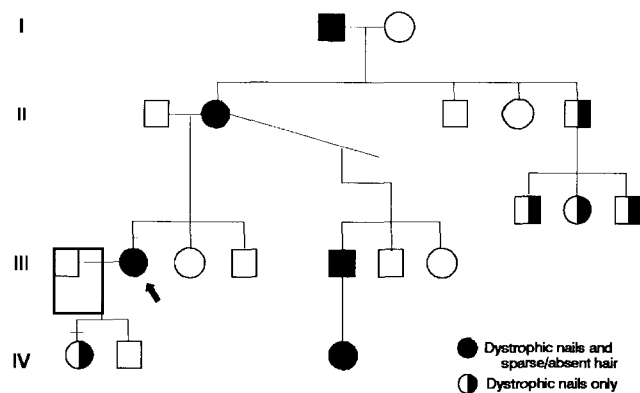 I
II
III
IV
Dystrophic nails and
sparse/absent hair
Dystrophic nails only